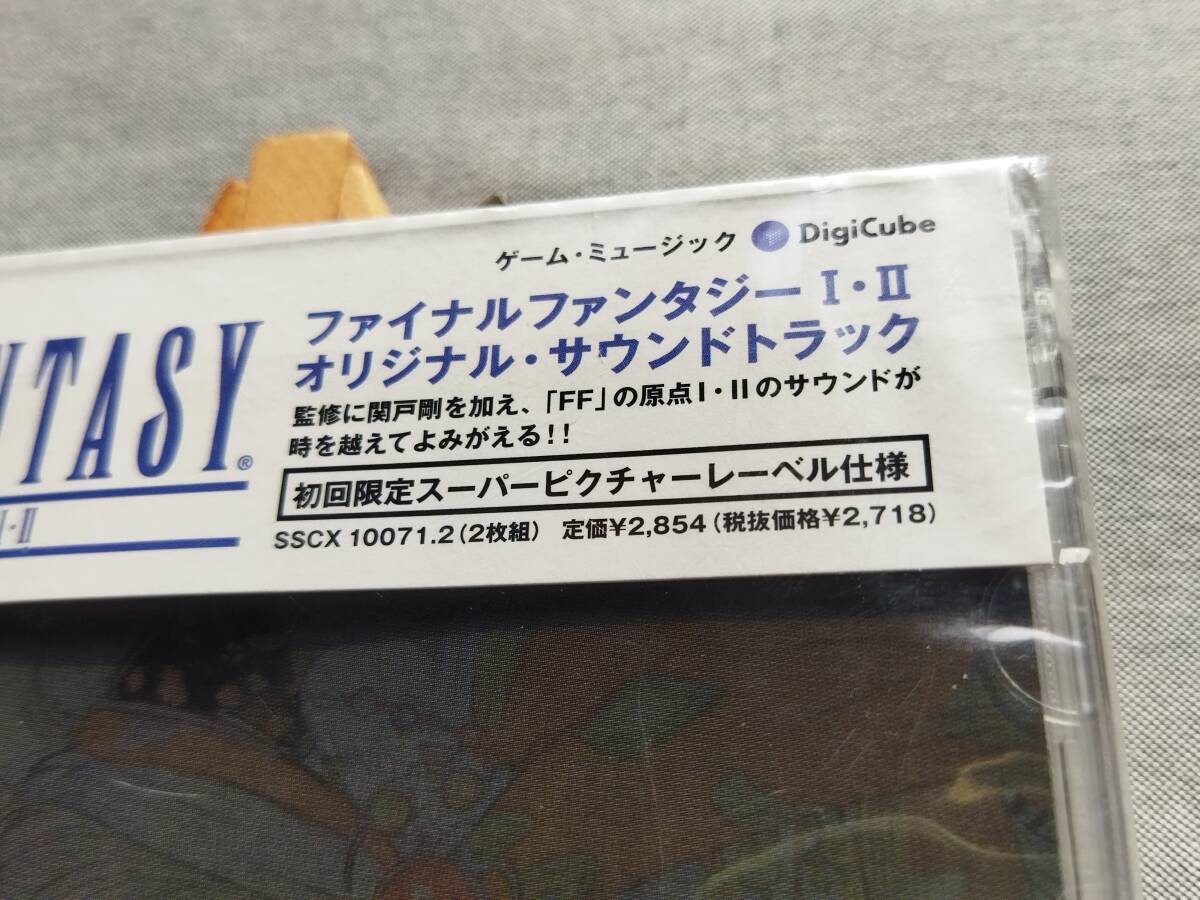 ゲーム・ミュージック DigiCube
NTASY®
I・II
ファイナルファンタジー I・II
オリジナル・サウンドトラック
監修に関戸剛を加え、「FF」の原点I・IIのサウンドが
時を越えてよみがえる!!
初回限定スーパーピクチャーレーベル仕様
SSCX 10071.2(2枚組) 定価¥2,854(税抜価格¥2,718)